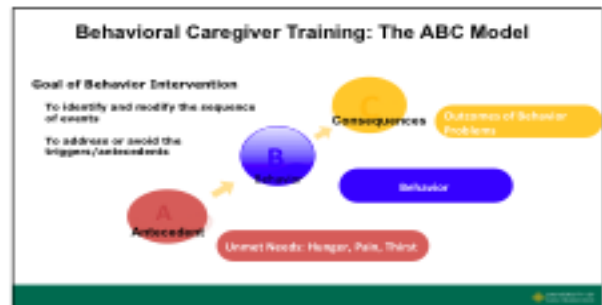 Behavioral Caregiver Training: The ABC Model
Goal of Behavior Intervention
To identify and modify the sequence
of events
To address or avoid the
triggers/antecedents
C
Consequences
Outcomes of Behavior
Problems
B
Behavior
Behavior
A
Antecedent
Unmet Needs: Hunger, Pain, Thirst